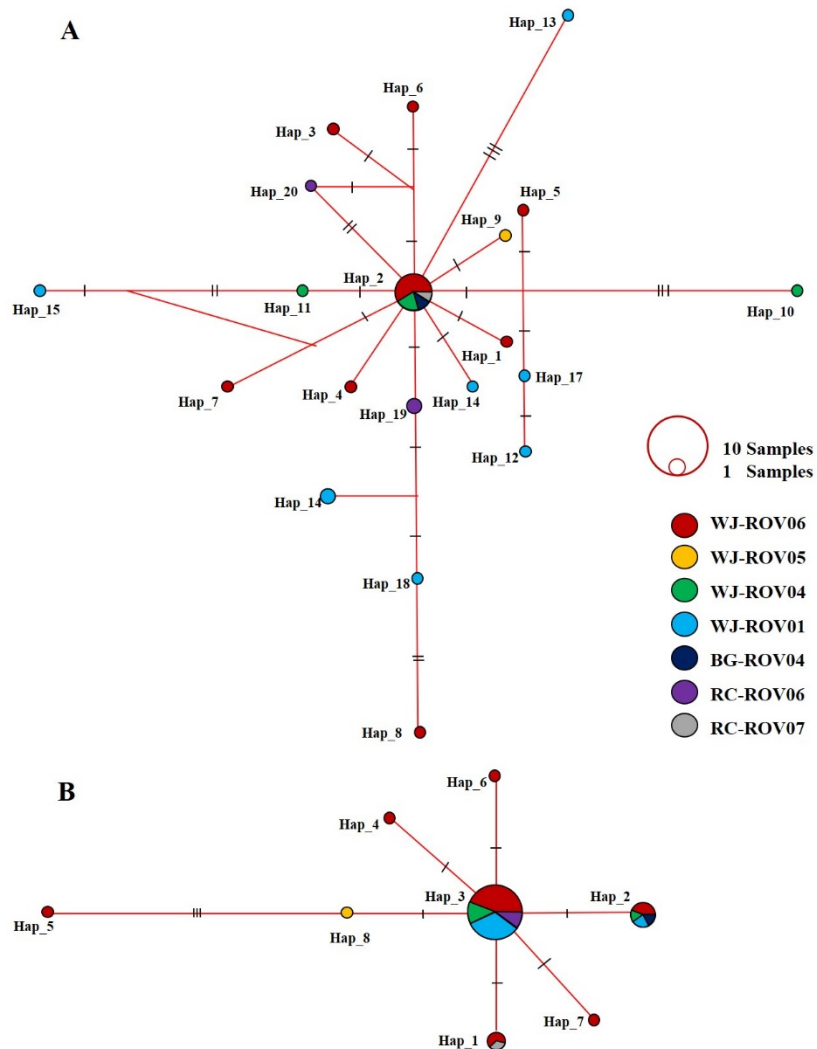 A
Hap_13
Hap_6
Hap_3
Hap_20
Hap_5
Hap_9
Hap_2
Hap_15
Hap_11
Hap_10
Hap_1
Hap_7
Hap_4
Hap_14
Hap_17
Hap_19
Hap_12
10 Samples
1 Samples
Hap_14
WJ-ROV06
WJ-ROV05
WJ-ROV04
Hap_18
WJ-ROV01
BG-ROV04
RC-ROV06
RC-ROV07
Hap_8
B
Hap_6
Hap_4
Hap_3
Hap_2
Hap_5
Hap_8
Hap_7
Hap_1